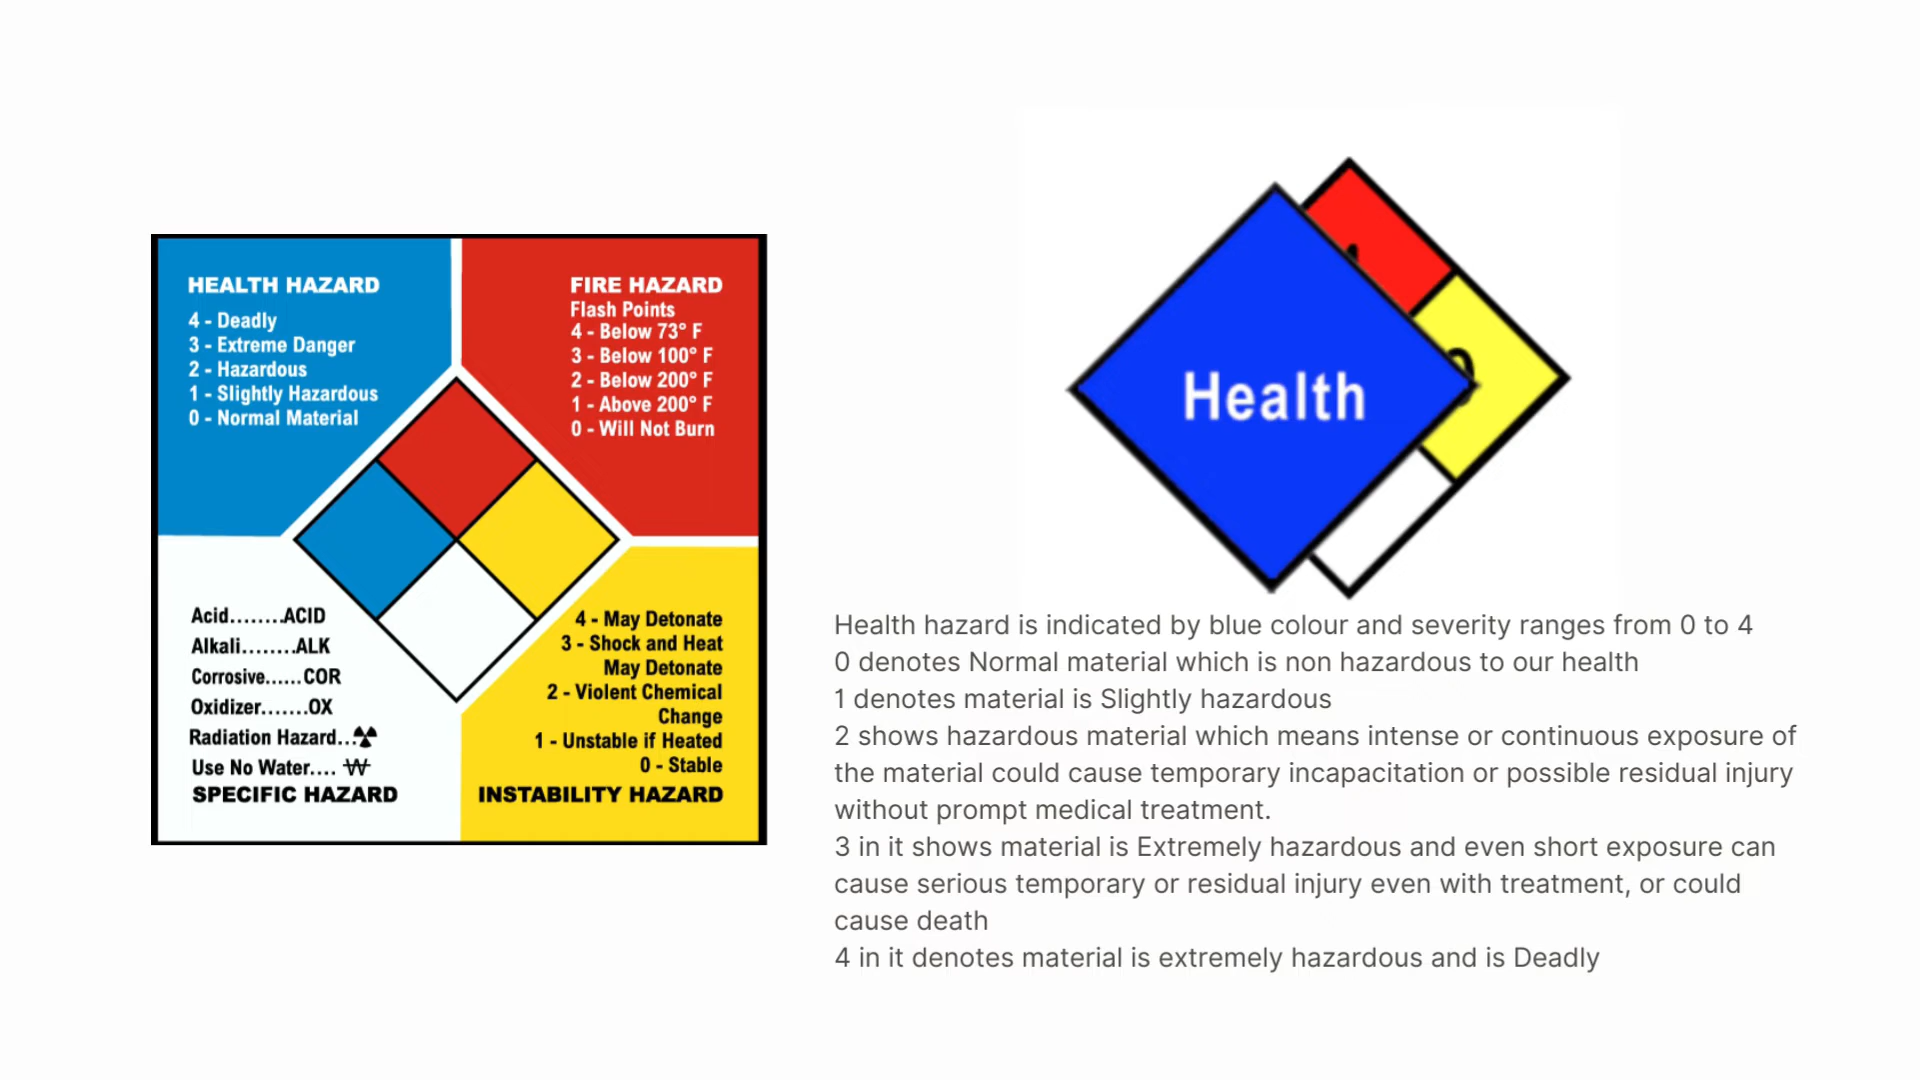 HEALTH HAZARD
4 - Deadly
3 - Extreme Danger
2 - Hazardous
1 - Slightly Hazardous
0 - Normal Material
FIRE HAZARD
Flash Points
4 - Below 73° F
3 - Below 100° F
2 - Below 200° F
1 - Above 200° F
0 - Will Not Burn
Acid........ACID
Alkali........ALK
Corrosive......COR
Oxidizer.......OX
Radiation Hazard...
Use No Water.... W
SPECIFIC HAZARD
4 - May Detonate
3 - Shock and Heat
May Detonate
2 - Violent Chemical
Change
1 - Unstable if Heated
0 - Stable
INSTABILITY HAZARD
Health
Health hazard is indicated by blue colour and severity ranges from 0 to 4
0 denotes Normal material which is non hazardous to our health
1 denotes material is Slightly hazardous
2 shows hazardous material which means intense or continuous exposure of
the material could cause temporary incapacitation or possible residual injury
without prompt medical treatment.
3 in it shows material is Extremely hazardous and even short exposure can
cause serious temporary or residual injury even with treatment, or could
cause death
4 in it denotes material is extremely hazardous and is Deadly